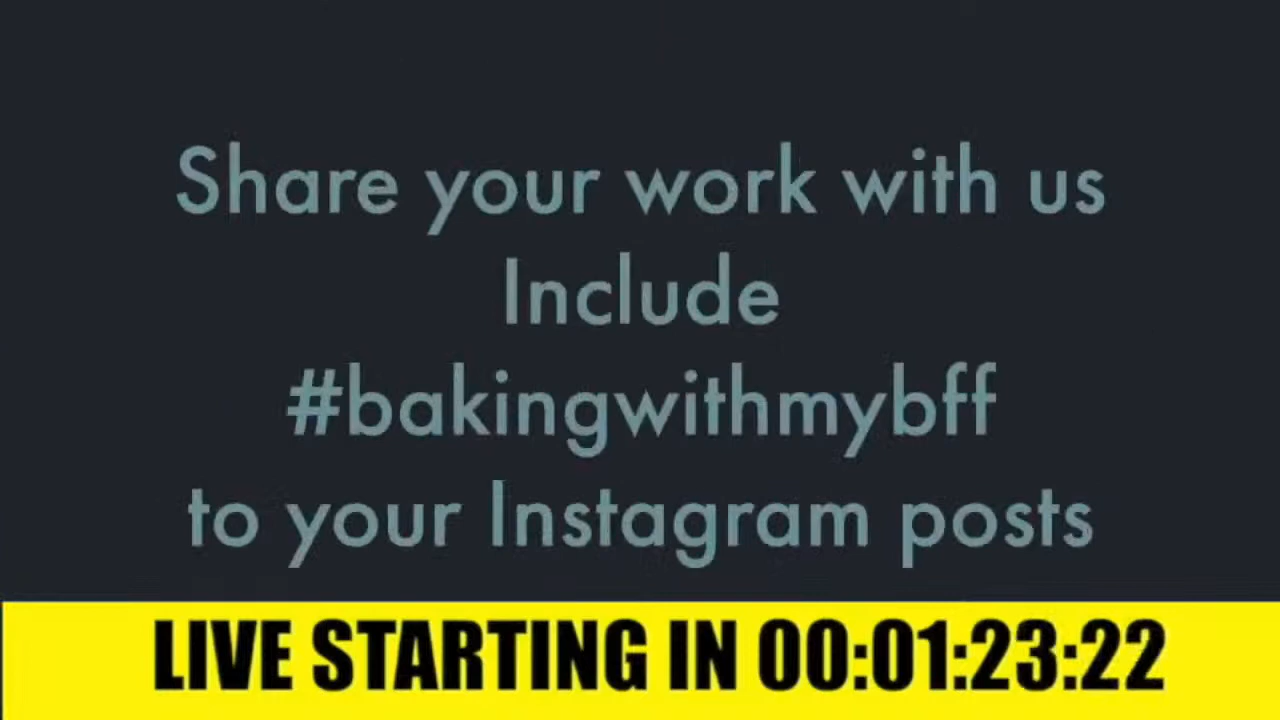 Share your work with us
Include
#bakingwithmybff
to your Instagram posts
LIVE STARTING IN 00:01:23:22